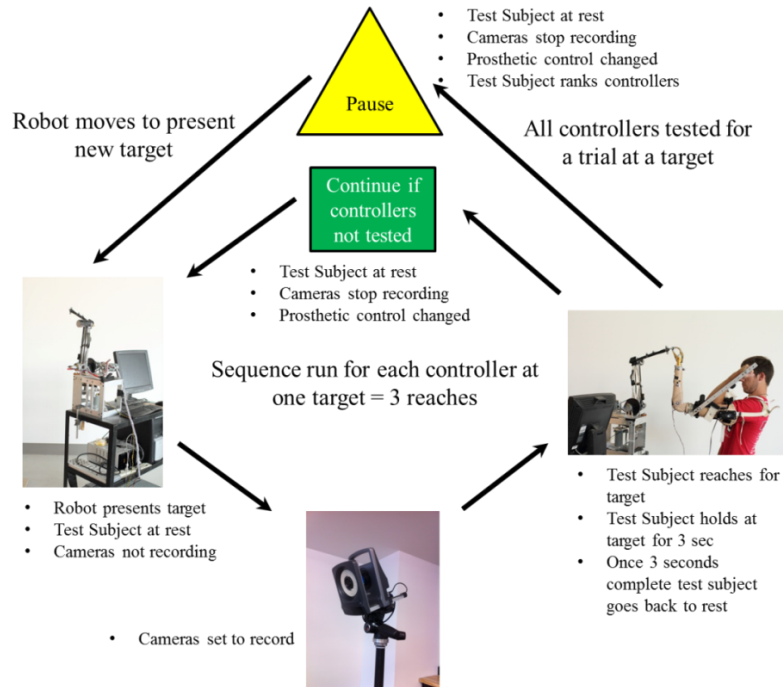 Test Subject at rest
Cameras stop recording
Prosthetic control changed
Test Subject ranks controllers
Pause
Robot moves to present
new target
All controllers tested for
a trial at a target
Continue if
controllers
not tested
Test Subject at rest
Cameras stop recording
Prosthetic control changed
Sequence run for each controller at
one target = 3 reaches
Robot presents target
Test Subject at rest
Cameras not recording
Test Subject reaches for
target
Test Subject holds at
target for 3 sec
Once 3 seconds
complete test subject
goes back to rest
Cameras set to record